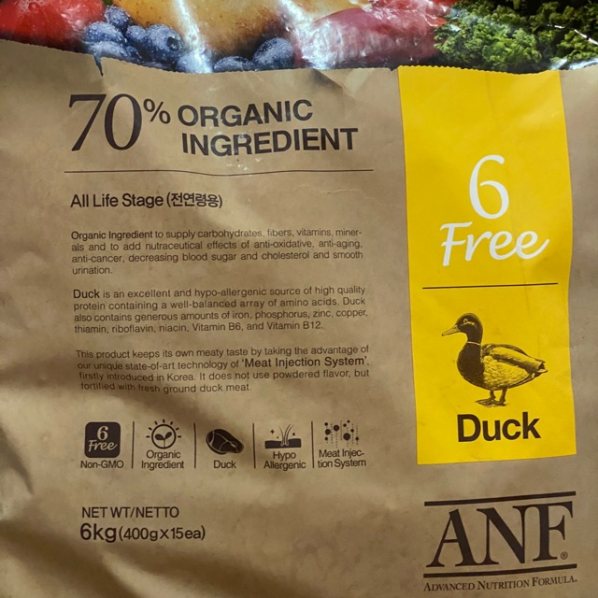 70% ORGANIC
INGREDIENT
All Life Stage (전연령용)
Organic Ingredient to supply carbohydrates, fibers, vitamins, miner-
als and to add nutraceutical effects of anti-oxidative, anti-aging,
anti-cancer, decreasing blood sugar and cholesterol and smooth
urination.
Duck is an excellent and hypo-allergenic source of high quality
protein containing a well-balanced array of amino acids. Duck
also contains generous amounts of iron, phosphorus, zinc, copper,
thiamin, riboflavin, niacin, Vitamin B6, and Vitamin B12.
This product keeps its own meaty taste by taking the advantage of
our unique state-of-art technology of 'Meat Injection System',
firstly introduced in Korea. It does not use powdered flavor, but
fortified with fresh ground duck meat
6
Free
Non-GMO
Organic
Ingredient
Duck
Hypo
Allergenic
Meat Injec-
tion System
NET WT/NETTO
6kg (400g x 15ea)
6
Free
Duck
ANF®
ADVANCED NUTRITION FORMULA.